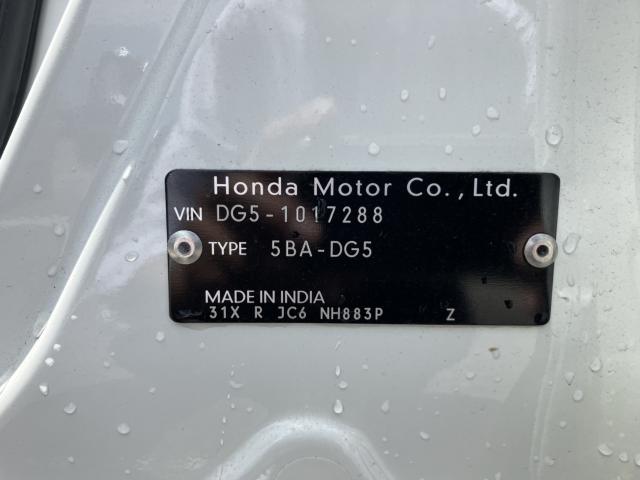 Honda Motor Co., Ltd.
VIN DG5-1017288
TYPE 5BA-DG5
MADE IN INDIA
31X R JC6 NH883P Z